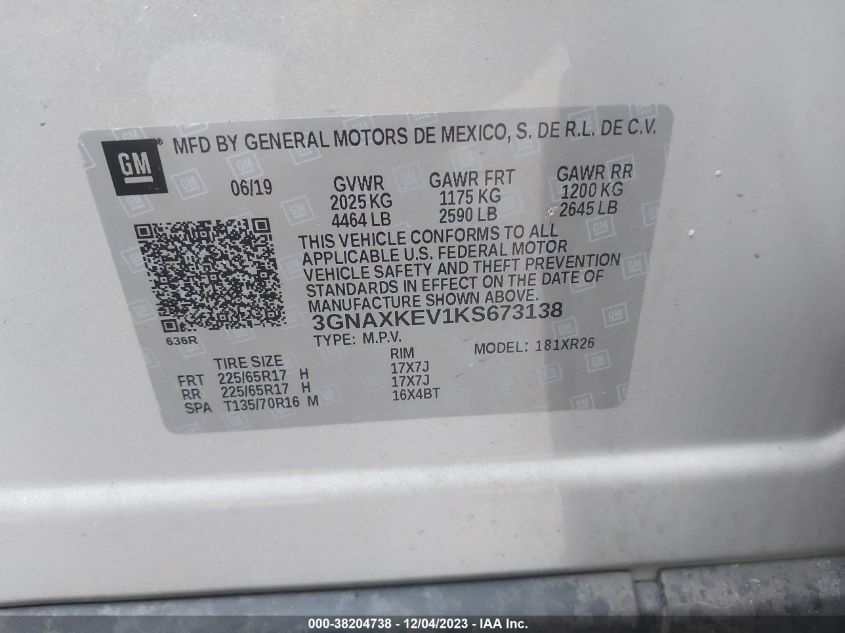 GM® MFD BY GENERAL MOTORS DE MEXICO, S. DE R.L. DE C.V.
06/19 GVWR GAWR FRT GAWR RR
2025 KG 1175 KG 1200 KG
4464 LB 2590 LB 2645 LB
THIS VEHICLE CONFORMS TO ALL
APPLICABLE U.S. FEDERAL MOTOR
VEHICLE SAFETY AND THEFT PREVENTION
STANDARDS IN EFFECT ON THE DATE OF
MANUFACTURE SHOWN ABOVE.
3GNAXKEV1KS673138
636R
TYPE: M.P.V. MODEL: 181XR26
TIRE SIZE RIM
FRT 225/65R17 H 17X7J
RR 225/65R17 H 17X7J
SPA T135/70R16 M 16X4BT
000-38204738 - 12/04/2023 - IAA Inc.